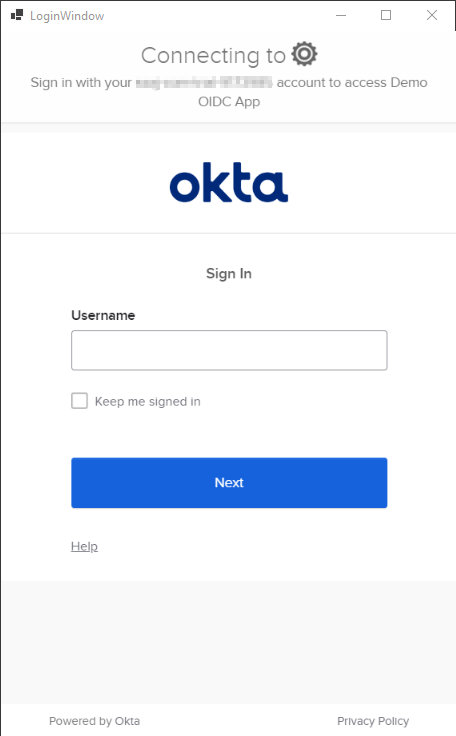 LoginWindow
Connecting to
Sign in with your account to access Demo
OIDC App
okta
Sign In
Username
Keep me signed in
Next
Help
Powered by Okta Privacy Policy